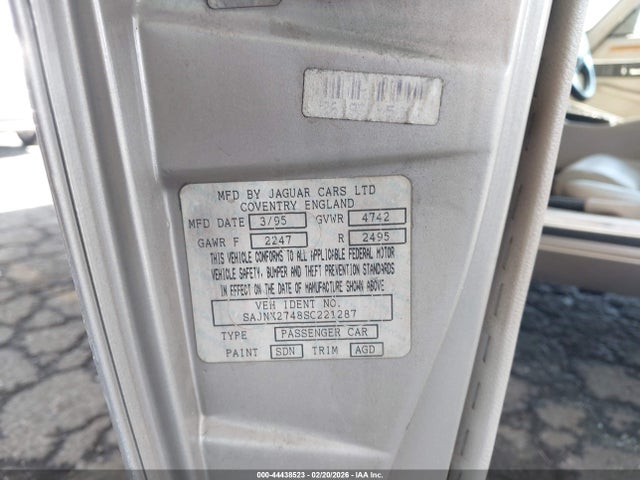 MFD BY JAGUAR CARS LTD
COVENTRY ENGLAND
MFD DATE 3/95 GVWR 4742
GAWR F 2247 R 2495
THIS VEHICLE CONFORMS TO ALL APPLICABLE FEDERAL MOTOR
VEHICLE SAFETY, BUMPER AND THEFT PREVENTION STANDARDS
IN EFFECT ON THE DATE OF MANUFACTURE SHOWN ABOVE
VEH IDENT NO.
SAJNX2748SC221287
TYPE PASSENGER CAR
PAINT SDN TRIM AGD
000-44438523 02/20/2026 IAA Inc.